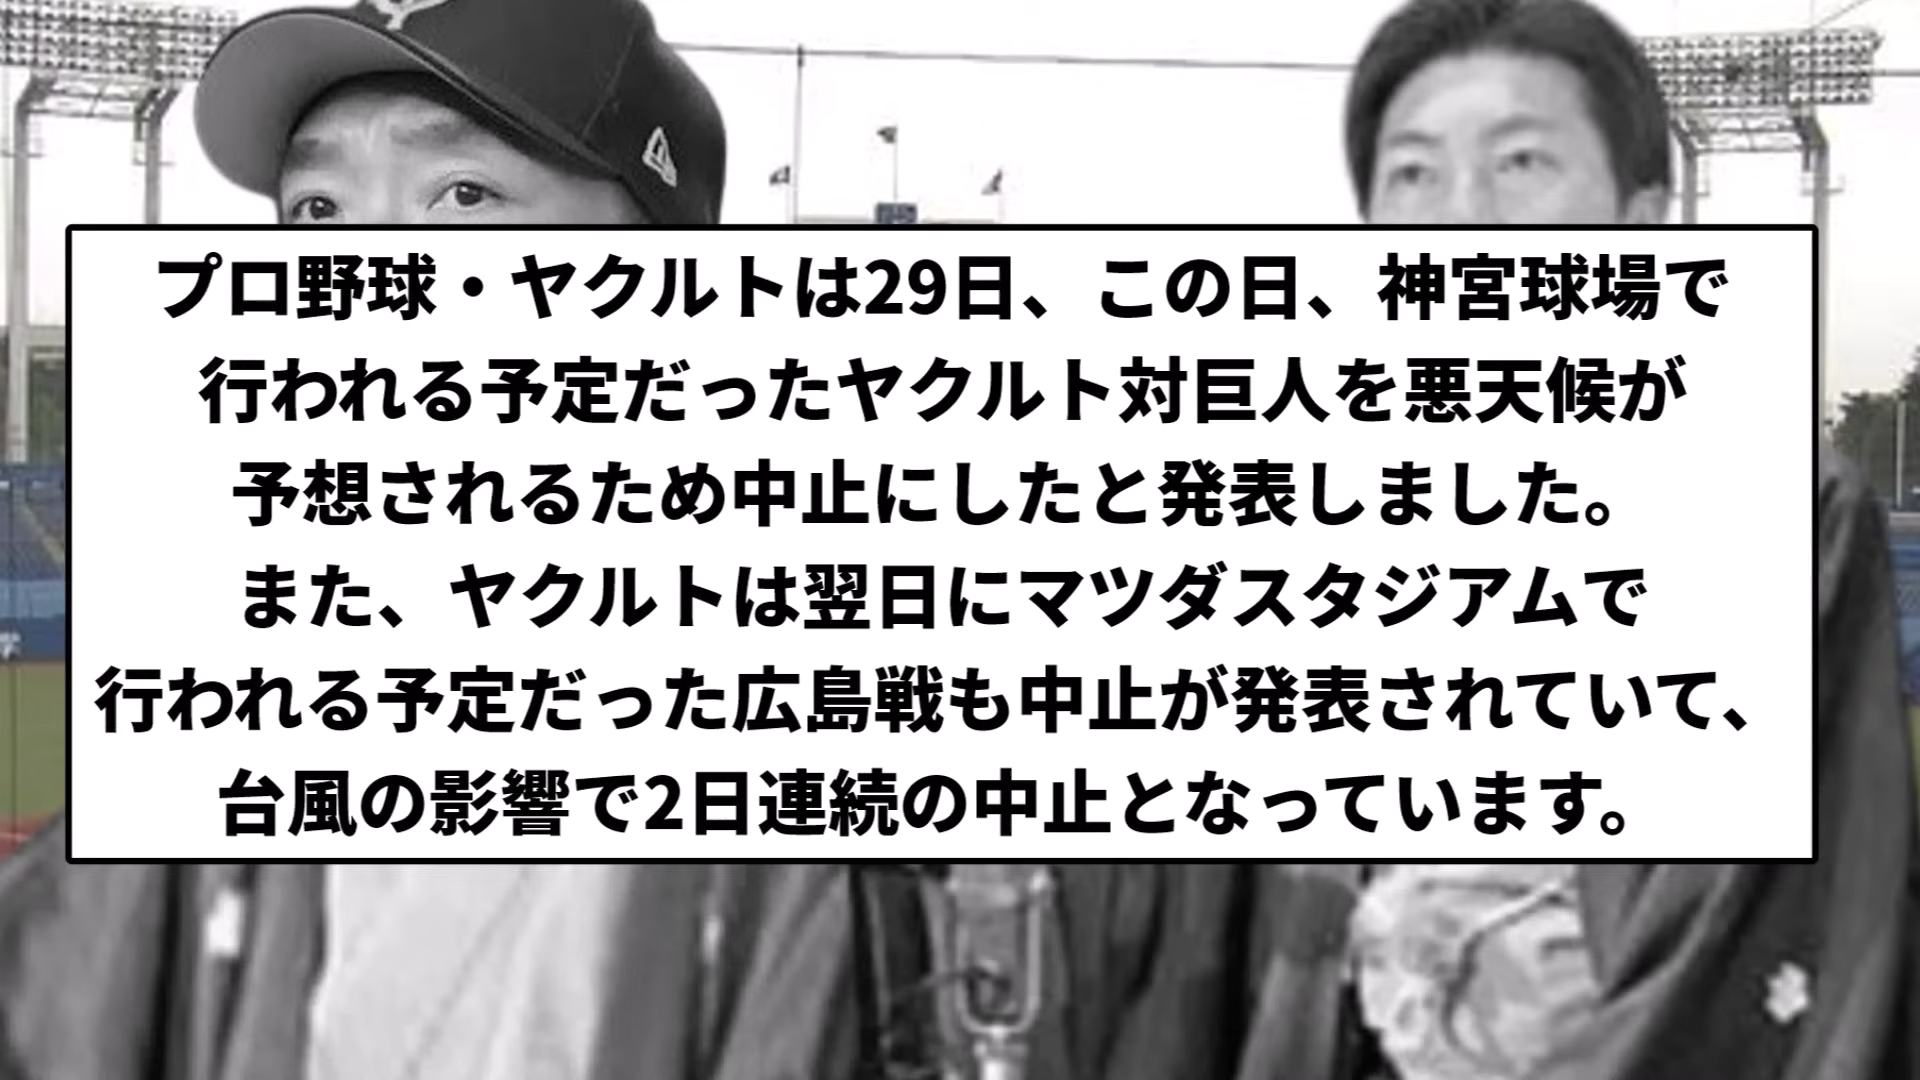 プロ野球・ヤクルトは29日、この日、神宮球場で
行われる予定だったヤクルト対巨人を悪天候が
予想されるため中止にしたと発表しました。
また、ヤクルトは翌日にマツダスタジアムで
行われる予定だった広島戦も中止が発表されていて、
台風の影響で2日連続の中止となっています。